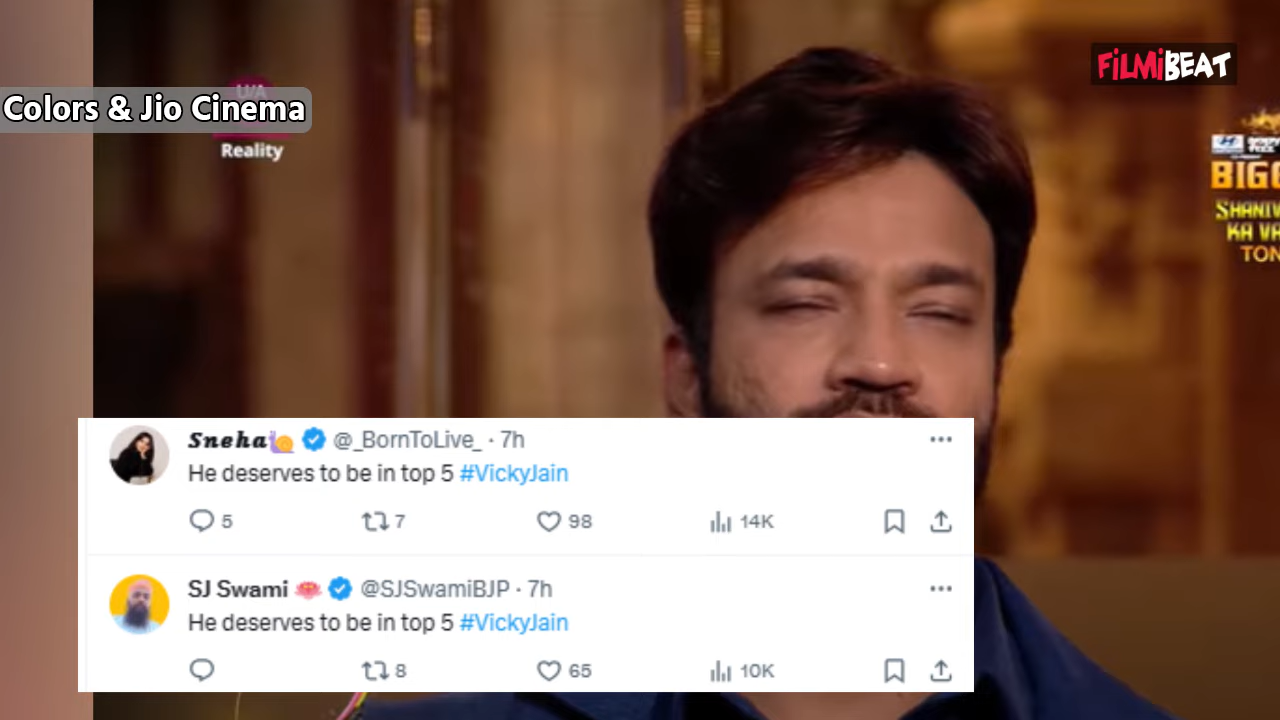 FiLMiBEAT
Colors & Jio Cinema
U/A
Reality
BIGG
SHANIV
KA VA
TON
Sneha @_BornToLive_ · 7h
He deserves to be in top 5 #VickyJain
5 7 98 14K
SJ Swami @SJSwamiBJP · 7h
He deserves to be in top 5 #VickyJain
8 65 10K